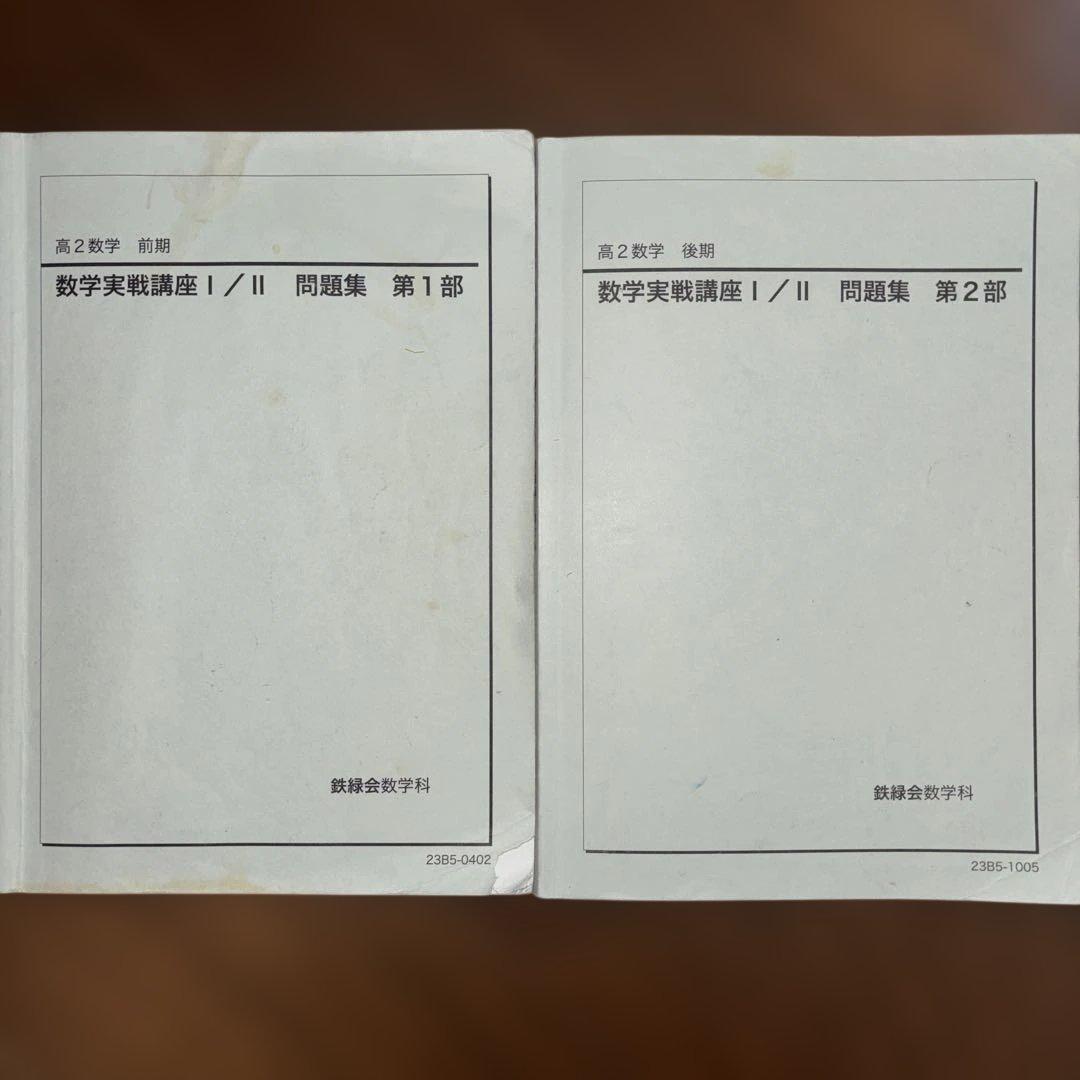 高２数学　前期
数学実戦講座Ⅰ／Ⅱ　問題集　第１部
鉄緑会数学科
23B5-0402
高２数学　後期
数学実戦講座Ⅰ／Ⅱ　問題集　第２部
鉄緑会数学科
23B5-1005